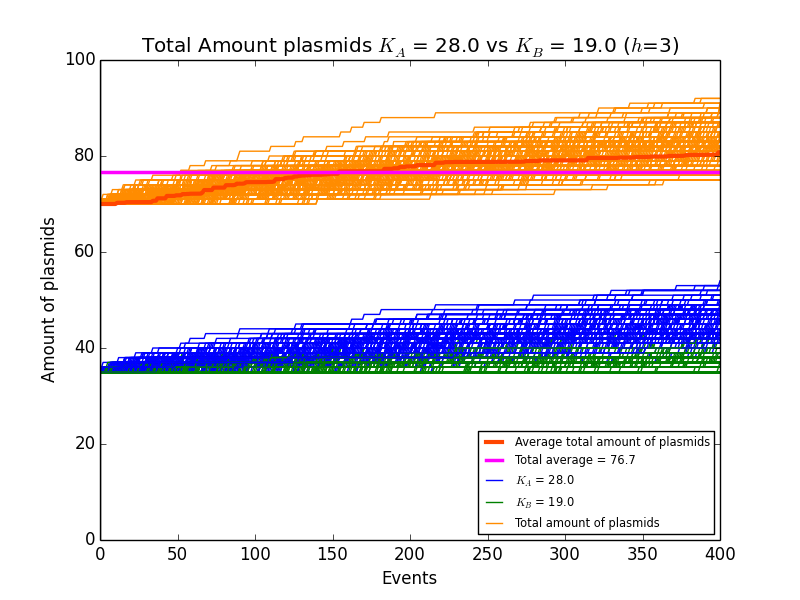 Total Amount plasmids K_A = 28.0 vs K_B = 19.0 (h=3)
100
80
60
40
20
0
Amount of plasmids
0 50 100 150 200 250 300 350 400
Events
Average total amount of plasmids
Total average = 76.7
K_A = 28.0
K_B = 19.0
Total amount of plasmids